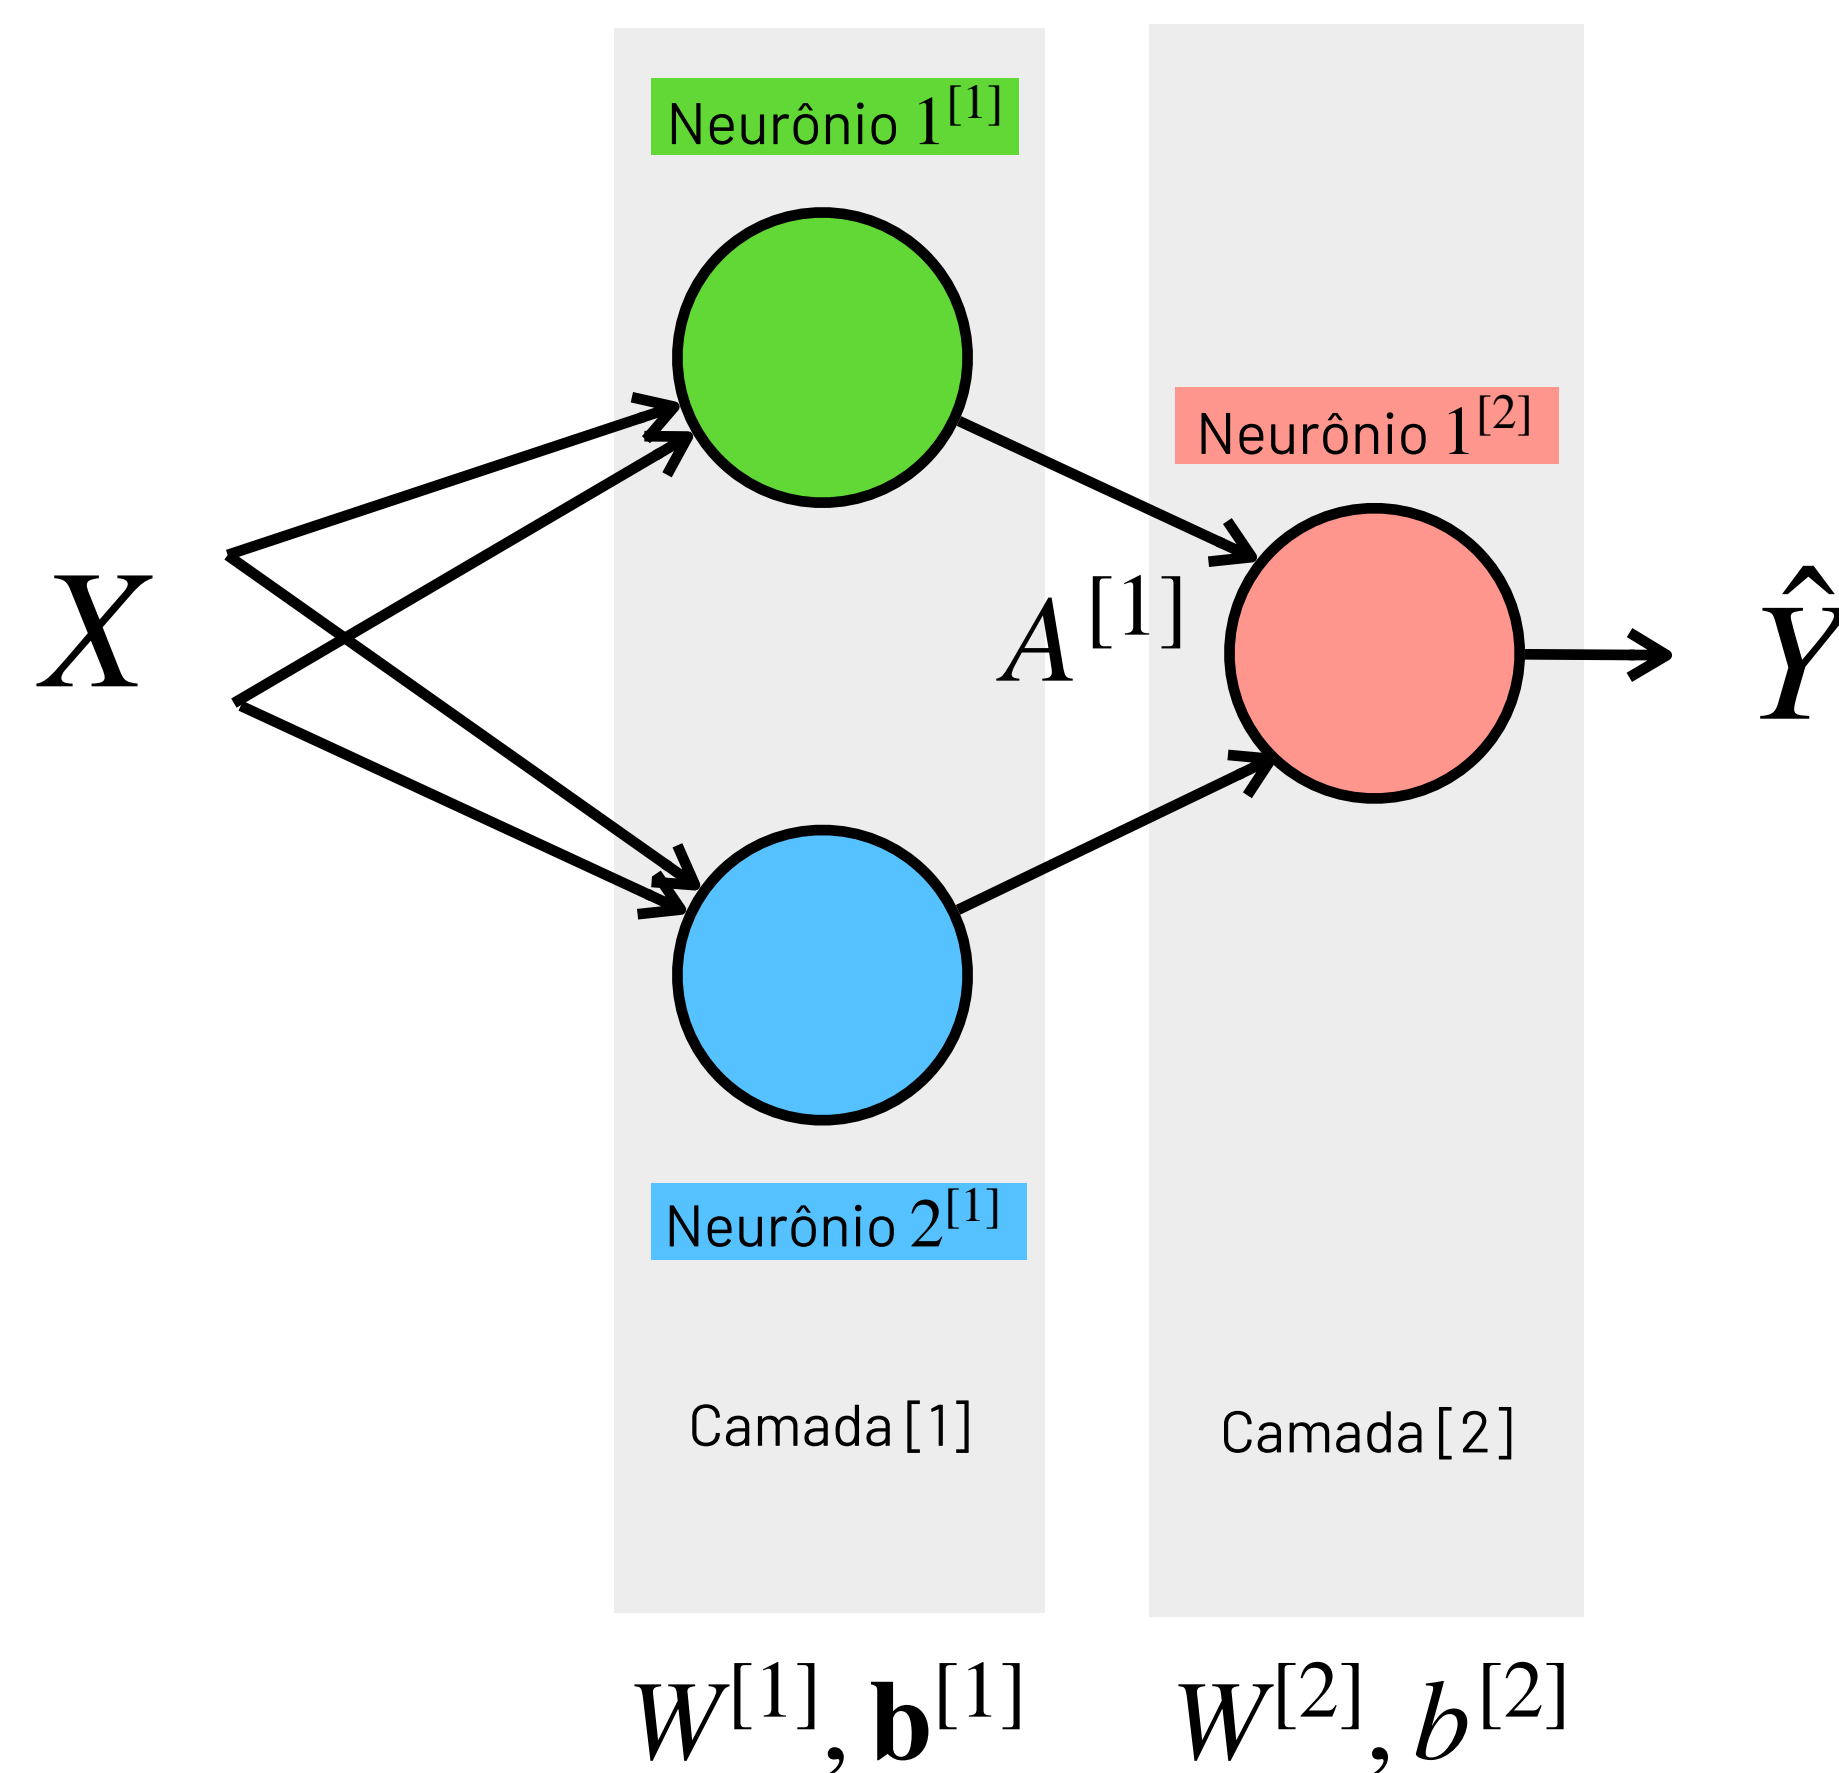 Neurônio 1^[1]
Neurônio 1^[2]
X
A^[1]
Ŷ
Neurônio 2^[1]
Camada [1]
Camada [2]
W^[1], b^[1]
W^[2], b^[2]